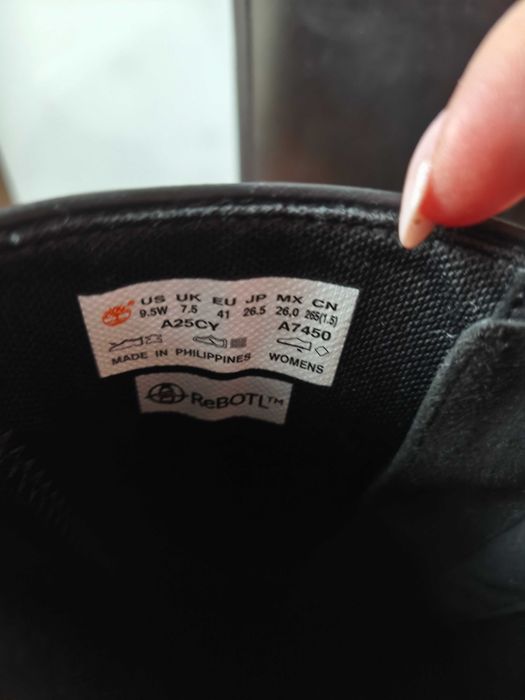 US UK EU JP MX CN
9.5W 7.5 41 26.5 26.0 265(1.5)
A25CY A7450
MADE IN PHILIPPINES WOMENS
ReBOTL™